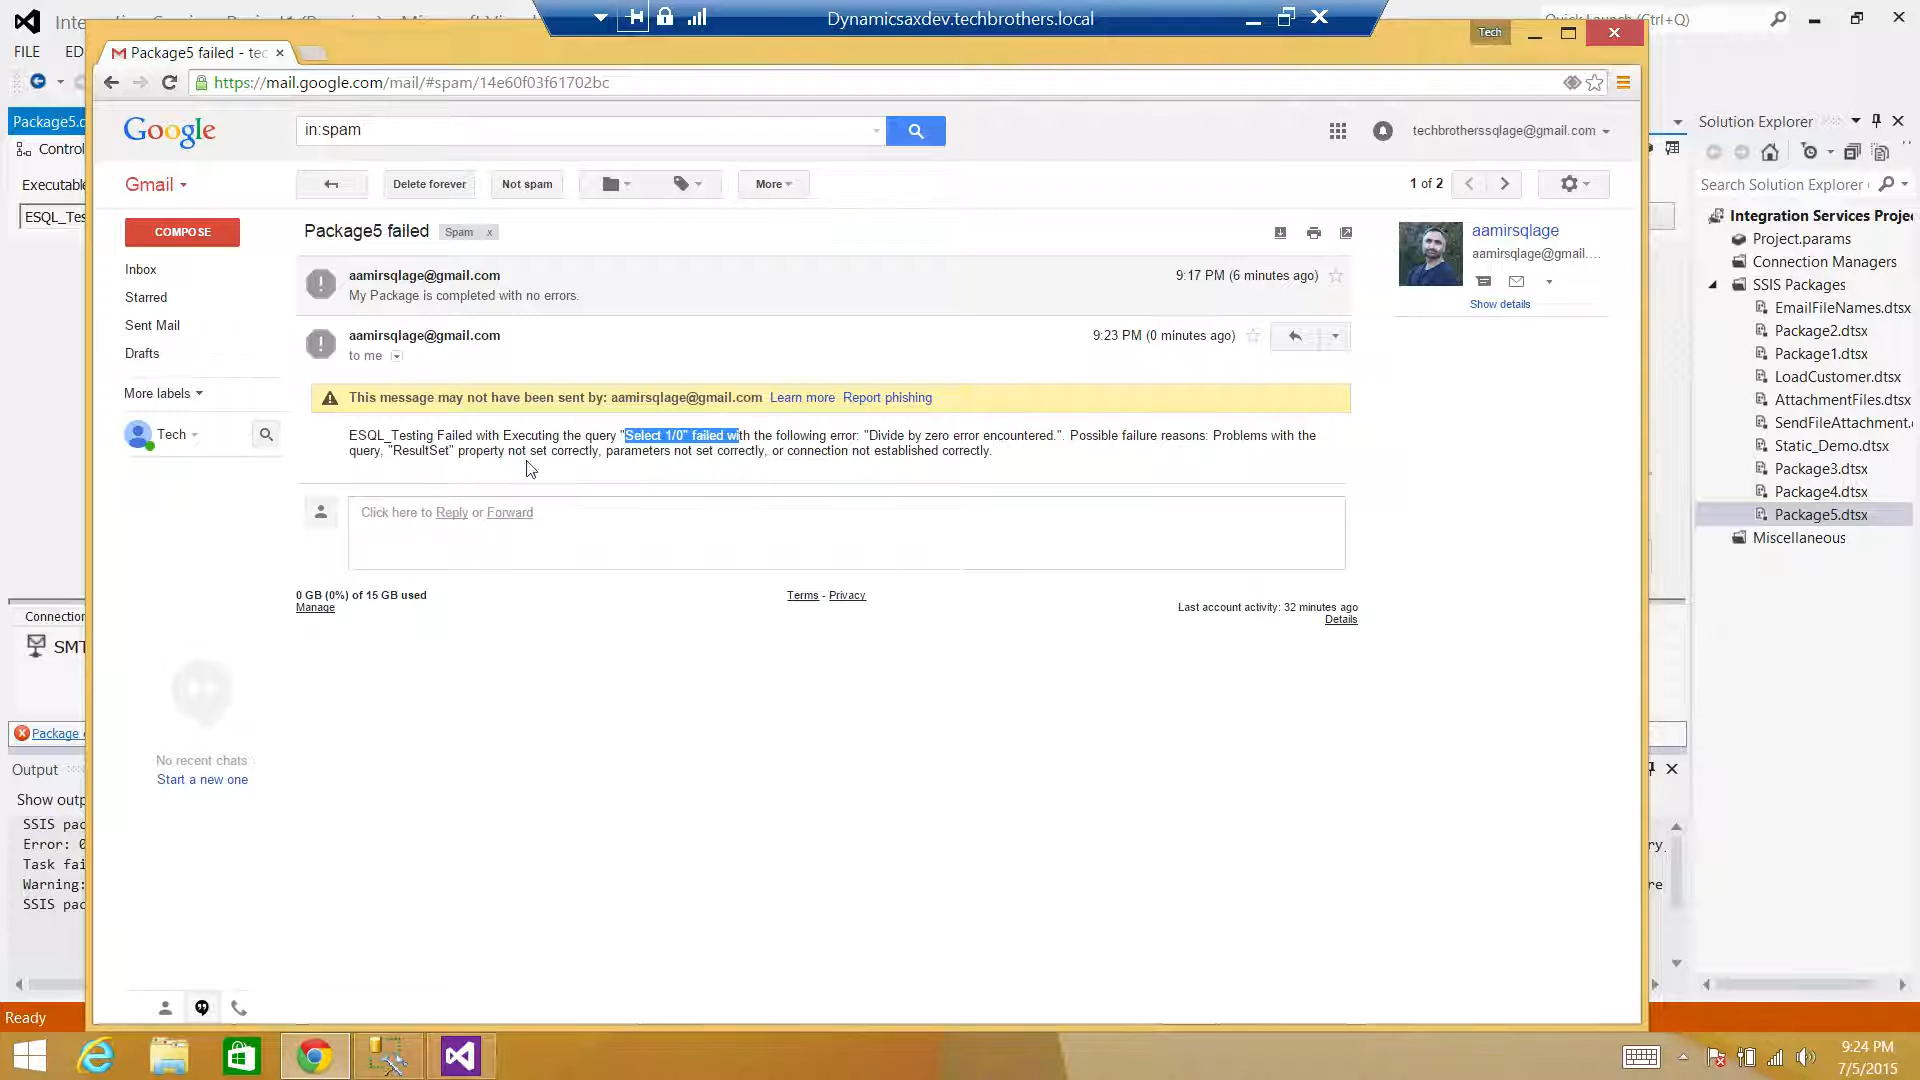 Dynamicsaxdev.techbrothers.local
Quick Launch (Ctrl+Q)
FILE
Tech
Package5 failed - tec
https://mail.google.com/mail/#spam/14e60f03f61702bc
Google
in:spam
techbrotherssqlage@gmail.com
Gmail
Delete forever
Not spam
More
1 of 2
COMPOSE
Inbox
Starred
Sent Mail
Drafts
More labels
Tech
No recent chats
Start a new one
Package5 failed
Spam x
aamirsqlage@gmail.com
9:17 PM (6 minutes ago)
My Package is completed with no errors.
aamirsqlage@gmail.com
9:23 PM (0 minutes ago)
to me
This message may not have been sent by: aamirsqlage@gmail.com Learn more Report phishing
ESQL_Testing Failed with Executing the query "Select 1/0" failed with the following error: "Divide by zero error encountered.". Possible failure reasons: Problems with the
query, "ResultSet" property not set correctly, parameters not set correctly, or connection not established correctly.
Click here to Reply or Forward
0 GB (0%) of 15 GB used
Manage
Terms - Privacy
Last account activity: 32 minutes ago
Details
aamirsqlage
aamirsqlage@gmail....
Show details
Solution Explorer
Search Solution Explorer
Integration Services Proje
Project.params
Connection Managers
SSIS Packages
EmailFileNames.dtsx
Package2.dtsx
Package1.dtsx
LoadCustomer.dtsx
AttachmentFiles.dtsx
SendFileAttachment.
Static_Demo.dtsx
Package3.dtsx
Package4.dtsx
Package5.dtsx
Miscellaneous
Package5.d
Control
Executable
ESQL_Tes
Connection
SMT
Package
Output
Show outp
SSIS pac
Error: 0
Task fai
Warning:
SSIS pac
Ready
9:24 PM
7/5/2015